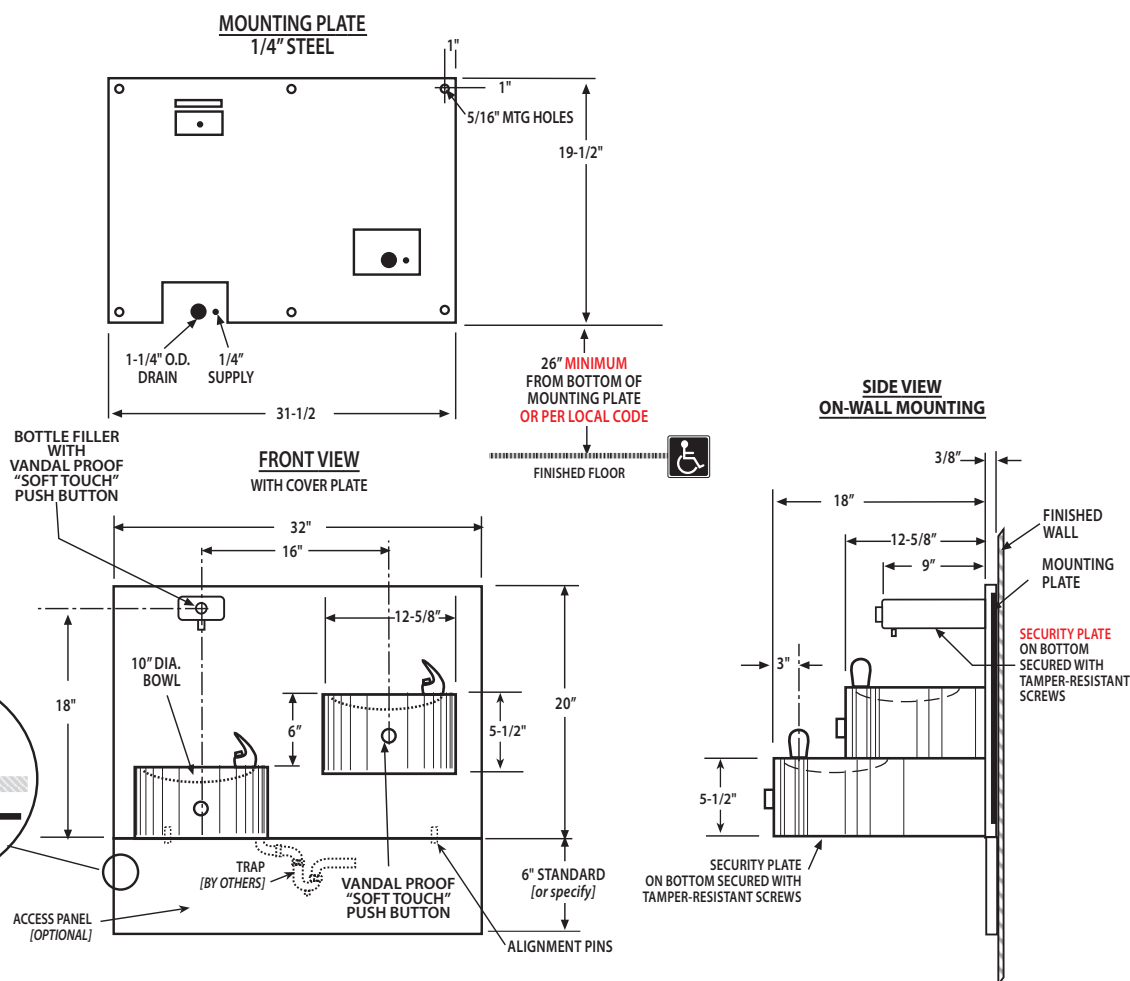 MOUNTING PLATE
1/4” STEEL
1"
1"
5/16" MTG HOLES
19-1/2"
1-1/4" O.D.
DRAIN
1/4”
SUPPLY
31-1/2
26” MINIMUM
FROM BOTTOM OF
MOUNTING PLATE
OR PER LOCAL CODE
FINISHED FLOOR
BOTTLE FILLER
WITH
VANDAL PROOF
“SOFT TOUCH”
PUSH BUTTON
FRONT VIEW
WITH COVER PLATE
32"
16"
12-5/8”
10” DIA.
BOWL
18"
6”
5-1/2"
20”
TRAP
[BY OTHERS]
VANDAL PROOF
“SOFT TOUCH”
PUSH BUTTON
6" STANDARD
[or specify]
ACCESS PANEL
[OPTIONAL]
ALIGNMENT PINS
SIDE VIEW
ON-WALL MOUNTING
3/8”
18”
FINISHED
WALL
12-5/8”
9”
MOUNTING
PLATE
SECURITY PLATE
ON BOTTOM
SECURED WITH
TAMPER-RESISTANT
SCREWS
3"
5-1/2"
SECURITY PLATE
ON BOTTOM SECURED WITH
TAMPER-RESISTANT SCREWS